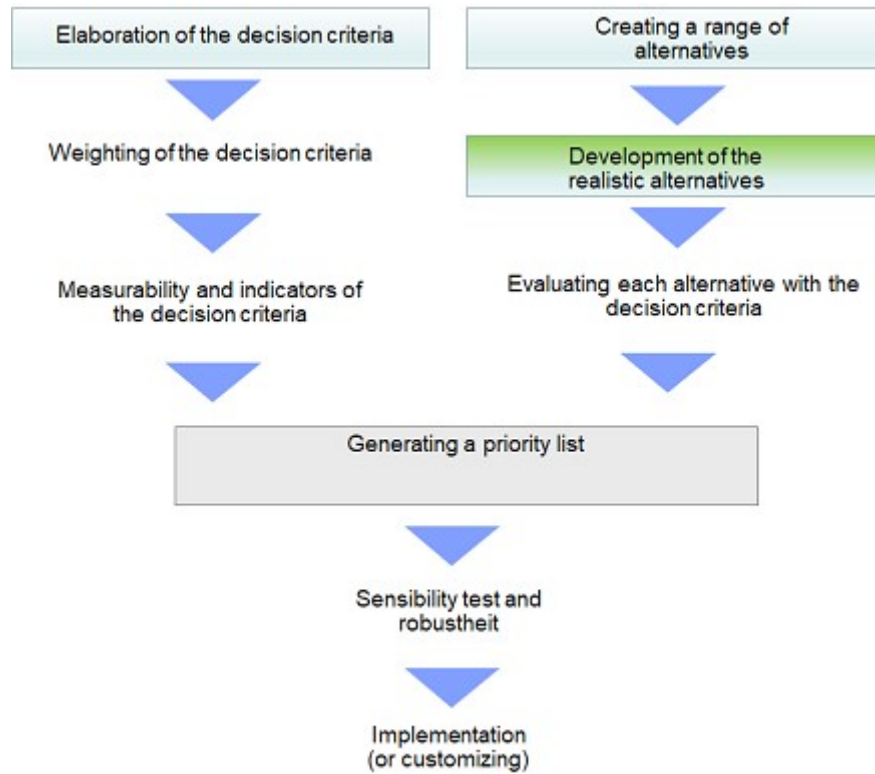 Elaboration of the decision criteria
Creating a range of
alternatives
Weighting of the decision criteria
Development of the
realistic alternatives
Measurability and indicators of
the decision criteria
Evaluating each alternative with the
decision criteria
Generating a priority list
Sensibility test and
robustheit
Implementation
(or customizing)